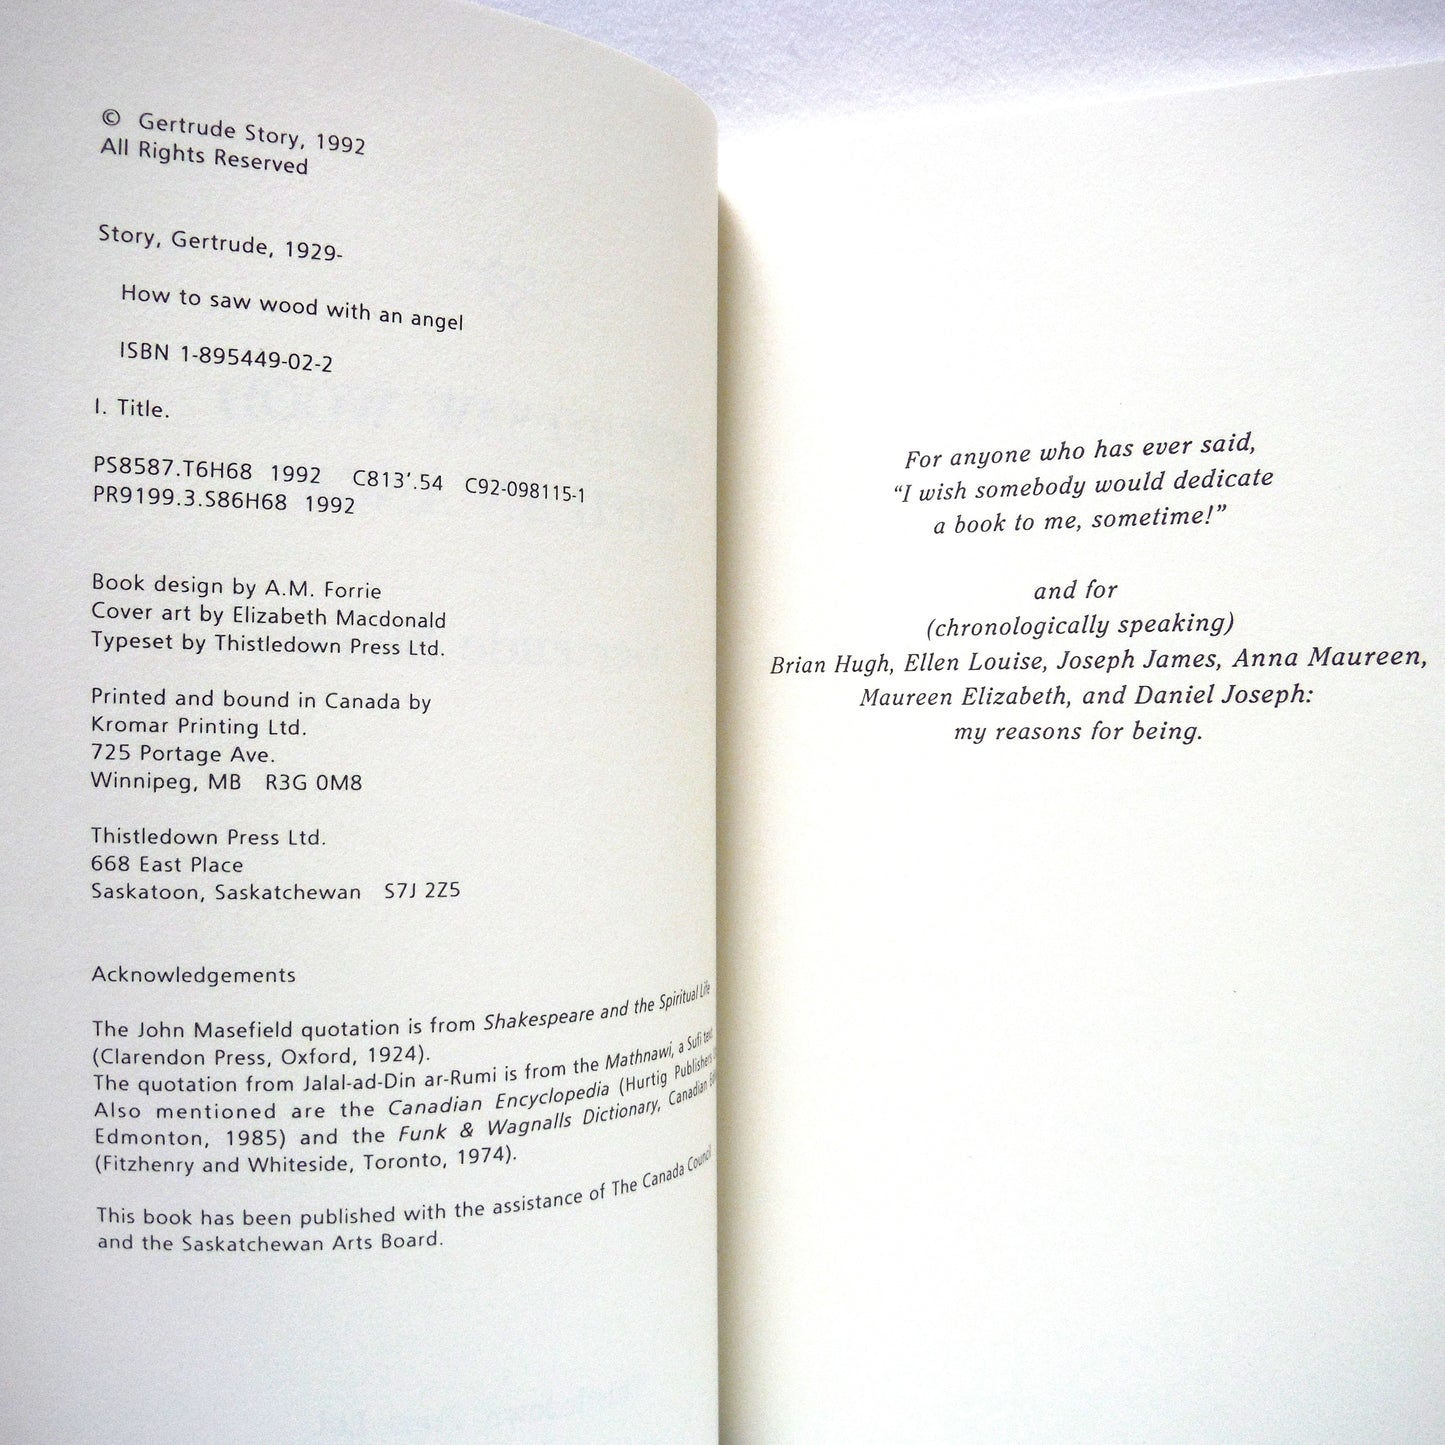 © Gertrude Story, 1992
All Rights Reserved
Story, Gertrude, 1929-
How to saw wood with an angel
ISBN 1-895449-02-2
I. Title.
PS8587.T6H68 1992 C813'.54 C92-098115-1
PR9199.3.S86H68 1992
Book design by A.M. Forrie
Cover art by Elizabeth Macdonald
Typeset by Thistledown Press Ltd.
Printed and bound in Canada by
Kromar Printing Ltd.
725 Portage Ave.
Winnipeg, MB R3G 0M8
Thistledown Press Ltd.
668 East Place
Saskatoon, Saskatchewan S7J 2Z5
Acknowledgements
The John Masefield quotation is from Shakespeare and the Spiritual Life
(Clarendon Press, Oxford, 1924).
The quotation from Jalal-ad-Din ar-Rumi is from the Mathnawi, a Sufi
Also mentioned are the Canadian Encyclopedia (Hurtig Publishers
Edmonton, 1985) and the Funk & Wagnalls Dictionary, Canadian
(Fitzhenry and Whiteside, Toronto, 1974).
This book has been published with the assistance of The Canada Council
and the Saskatchewan Arts Board.
For anyone who has ever said,
“I wish somebody would dedicate
a book to me, sometime!”
and for
(chronologically speaking)
Brian Hugh, Ellen Louise, Joseph James, Anna Maureen,
Maureen Elizabeth, and Daniel Joseph:
my reasons for being.